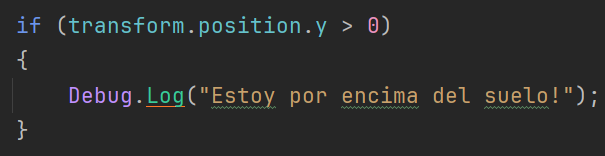 if (transform.position.y > 0)
{
    Debug.Log("Estoy por encima del suelo!");
}